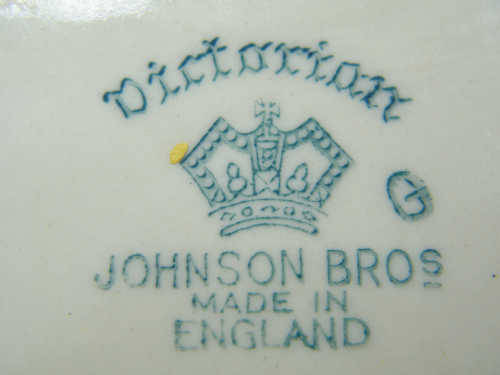 Victorian
G
JOHNSON BROS
MADE IN
ENGLAND